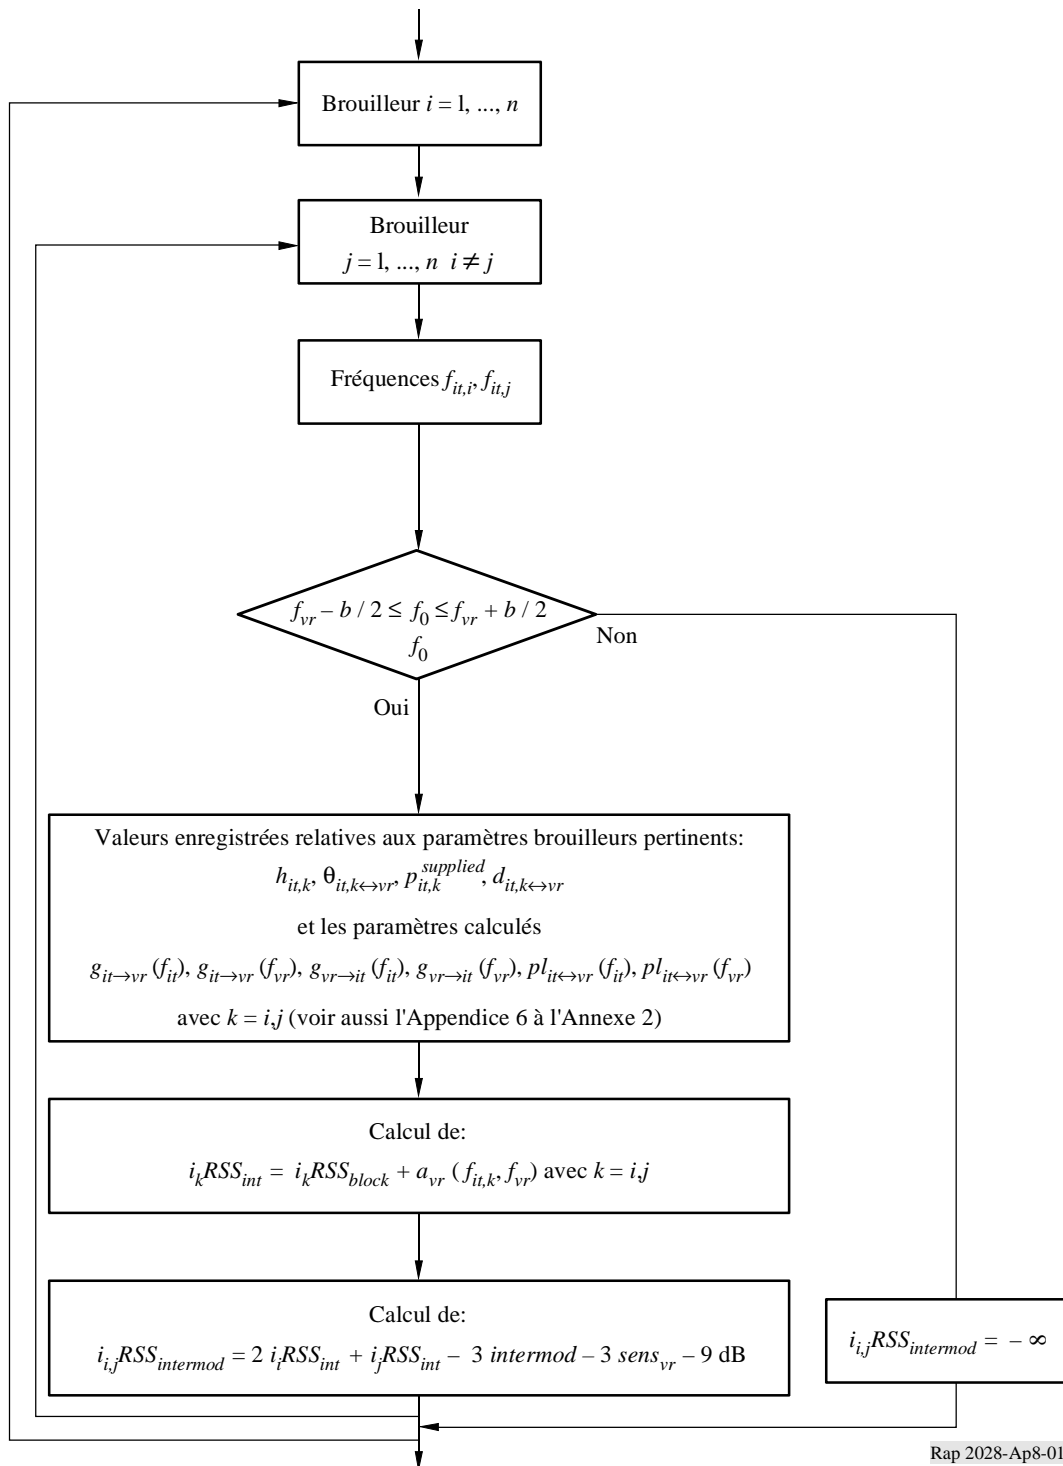 Brouilleur i = l, ..., n
Brouilleur
j = l, ..., n i ≠ j
Fréquences f_{it,i}, f_{it,j}
f_{vr} – b / 2 ≤ f_0 ≤ f_{vr} + b / 2
f_0
Non
Oui
Valeurs enregistrées relatives aux paramètres brouilleurs pertinents:
h_{it,k}, θ_{it,k↔vr}, p_{it,k}^{supplied}, d_{it,k↔vr}
et les paramètres calculés
g_{it→vr} (f_{it}), g_{it→vr} (f_{vr}), g_{vr→it} (f_{it}), g_{vr→it} (f_{vr}), pl_{it↔vr} (f_{it}), pl_{it↔vr} (f_{vr})
avec k = i,j (voir aussi l'Appendice 6 à l'Annexe 2)
Calcul de:
i_kRSS_{int} = i_kRSS_{block} + a_{vr} (f_{it,k}, f_{vr}) avec k = i,j
Calcul de:
i_{i,j}RSS_{intermod} = 2 i_iRSS_{int} + i_jRSS_{int} – 3 intermod – 3 sens_{vr} – 9 dB
i_{i,j}RSS_{intermod} = – ∞
Rap 2028-Ap8-01